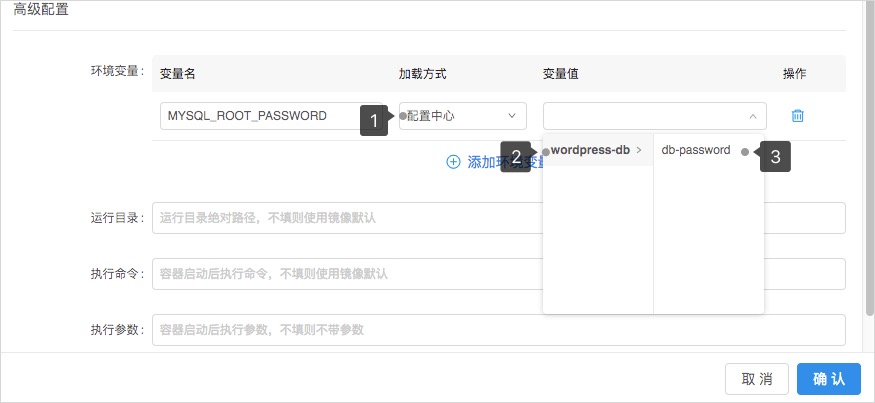 高级配置
环境变量:
变量名 加载方式 变量值 操作
MYSQL_ROOT_PASSWORD 1 配置中心
2 wordpress-db > db-password 3
添加环境变量
运行目录: 运行目录绝对路径，不填则使用镜像默认
执行命令: 容器启动后执行命令，不填则使用镜像默认
执行参数: 容器启动后执行参数，不填则不带参数
取 消 确 认